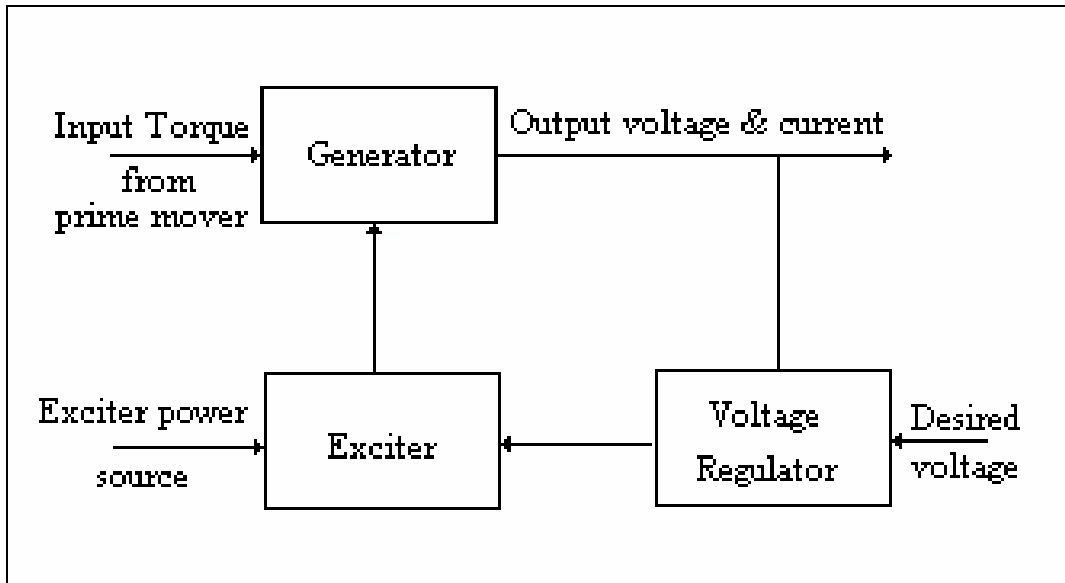 Input Torque
from
prime mover
Generator
Output voltage & current
Exciter power
source
Exciter
Voltage
Regulator
Desired
voltage